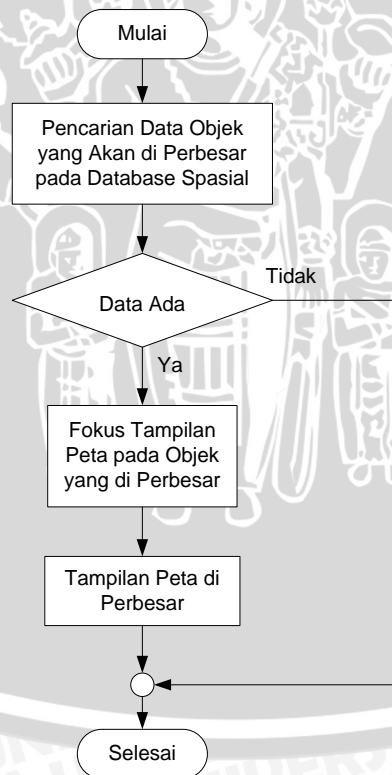 Mulai
Pencarian Data Objek
yang Akan di Perbesar
pada Database Spasial
Data Ada
Tidak
Ya
Fokus Tampilan
Peta pada Objek
yang di Perbesar
Tampilan Peta di
Perbesar
Selesai